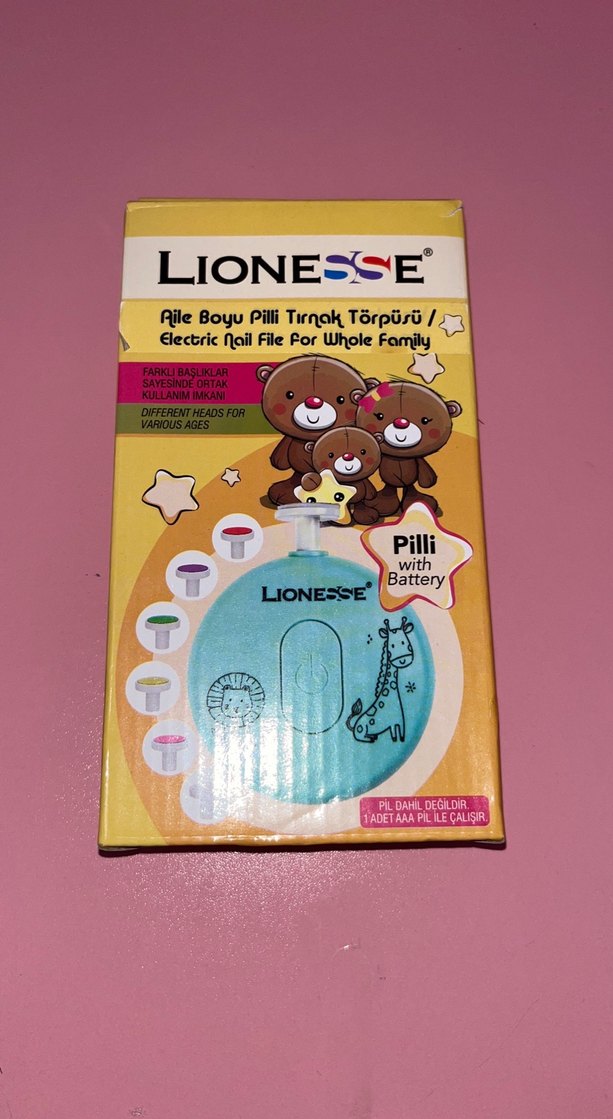 LIONESSE®
Aile Boyu Pilli Tırnak Törpüsü /
Electric Nail File For Whole Family
FARKLI BAŞLIKLAR
SAYESİNDE ORTAK
KULLANIM IMKANI
DIFFERENT HEADS FOR
VARIOUS AGES
Pilli
with
Battery
LIONESSE®
PİL DAHİL DEĞİLDİR.
1 ADET AAA PİL İLE ÇALIŞIR.